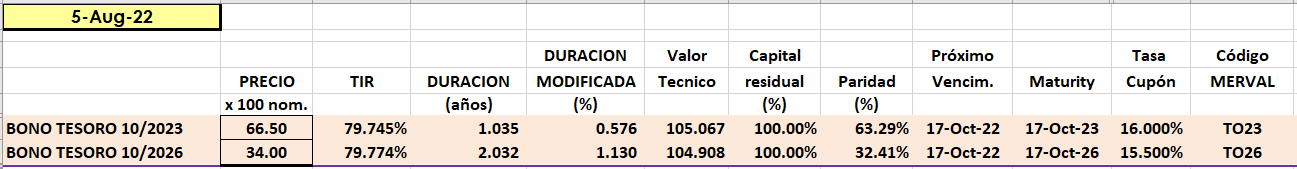 5-Aug-22
DURACION Valor Capital Próximo Tasa Código
PRECIO TIR DURACION MODIFICADA Tecnico residual Paridad Vencim. Maturity Cupón MERVAL
x 100 nom. (años) (%) (%) (%)
BONO TESORO 10/2023 66.50 79.745% 1.035 0.576 105.067 100.00% 63.29% 17-Oct-22 17-Oct-23 16.000% TO23
BONO TESORO 10/2026 34.00 79.774% 2.032 1.130 104.908 100.00% 32.41% 17-Oct-22 17-Oct-26 15.500% TO26